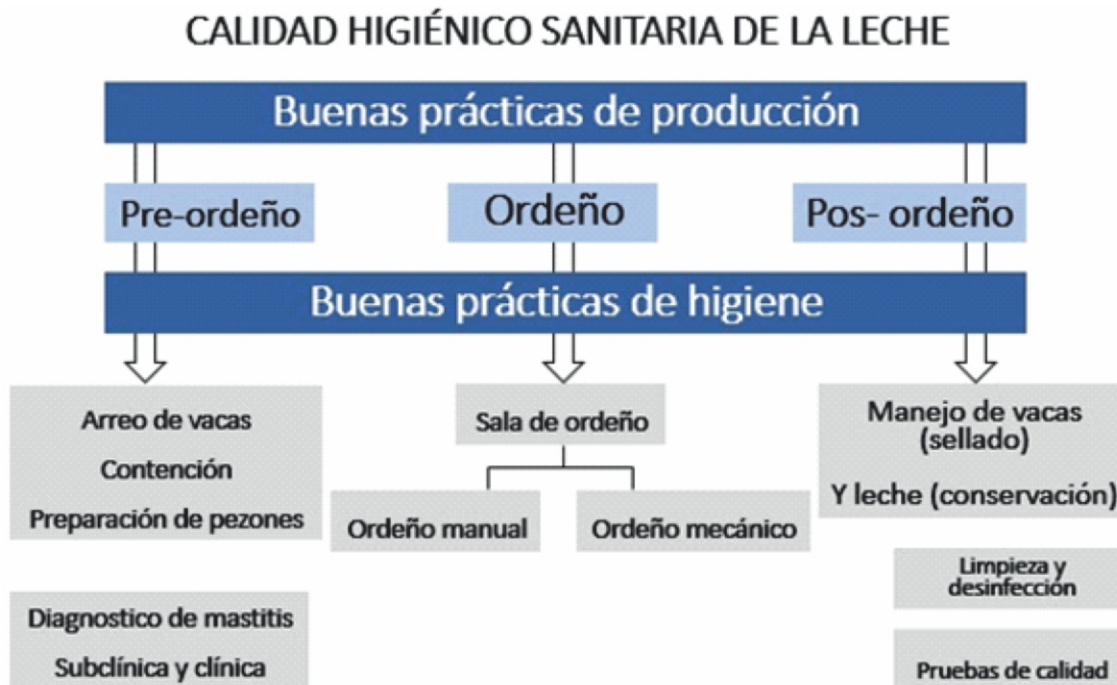 CALIDAD HIGIÉNICO SANITARIA DE LA LECHE
Buenas prácticas de producción
Pre-ordeño
Ordeño
Pos- ordeño
Buenas prácticas de higiene
Arreo de vacas
Contención
Preparación de pezones
Diagnostico de mastitis
Subclínica y clínica
Sala de ordeño
Ordeño manual
Ordeño mecánico
Manejo de vacas
(sellado)
Y leche (conservación)
Limpieza y
desinfección
Pruebas de calidad